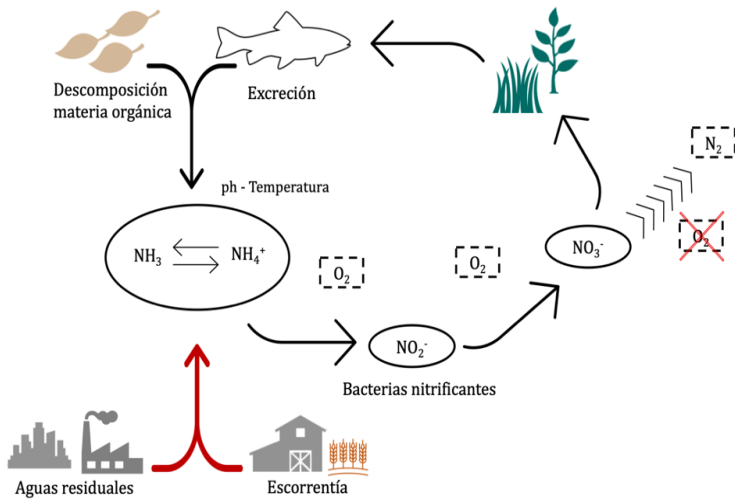 Descomposición
materia orgánica
Excreción
ph - Temperatura
NH₃
NH₄⁺
O₂
O₂
NO₂⁻
Bacterias nitrificantes
NO₃⁻
N₂
O₂
Aguas residuales
Escorrentía